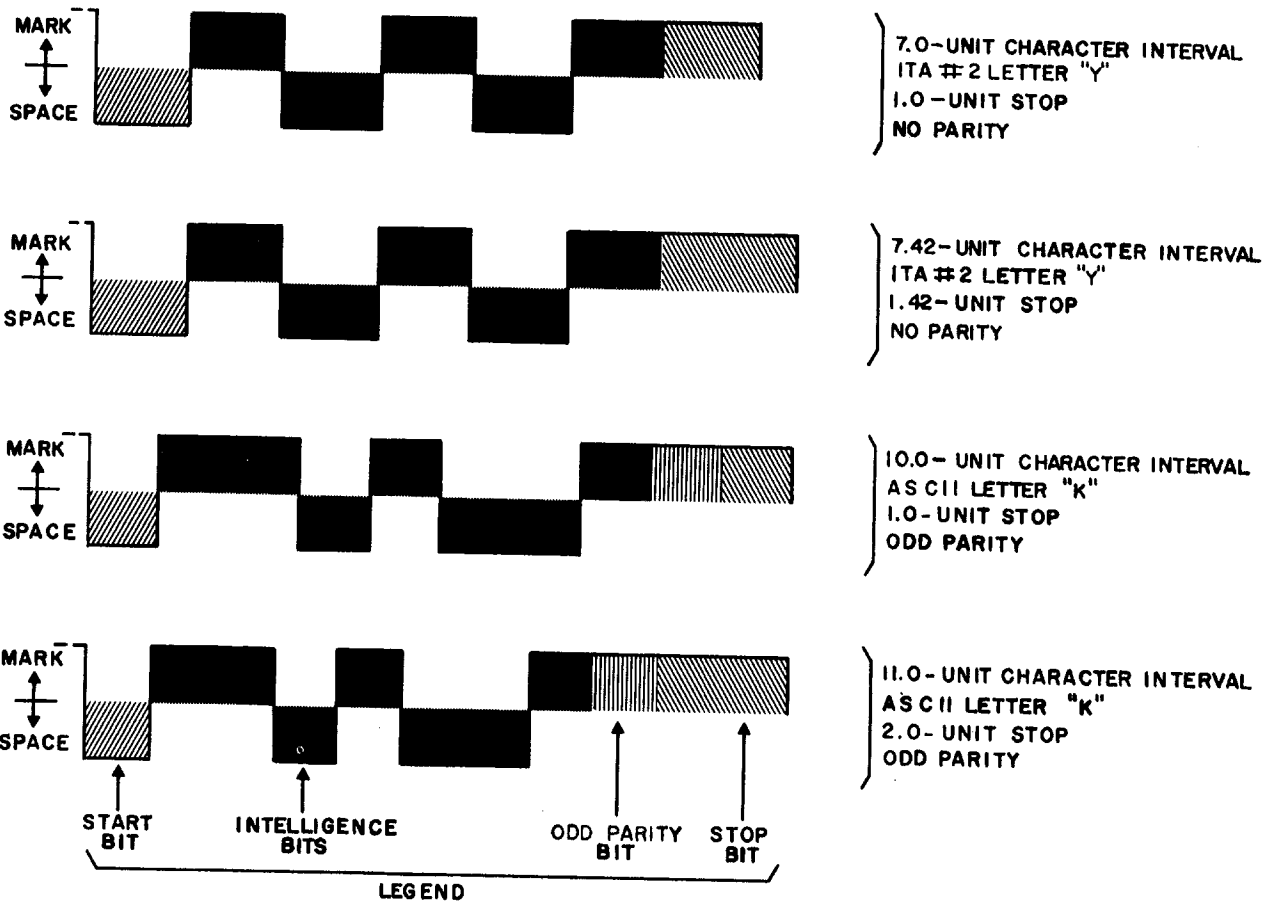 MARK
SPACE
7.0-UNIT CHARACTER INTERVAL
ITA #2 LETTER "Y"
1.0-UNIT STOP
NO PARITY
MARK
SPACE
7.42-UNIT CHARACTER INTERVAL
ITA #2 LETTER "Y"
1.42-UNIT STOP
NO PARITY
MARK
SPACE
10.0-UNIT CHARACTER INTERVAL
ASCII LETTER "K"
1.0-UNIT STOP
ODD PARITY
MARK
SPACE
11.0-UNIT CHARACTER INTERVAL
ASCII LETTER "K"
2.0-UNIT STOP
ODD PARITY
START
BIT
INTELLIGENCE
BITS
ODD PARITY
BIT
STOP
BIT
LEGEND